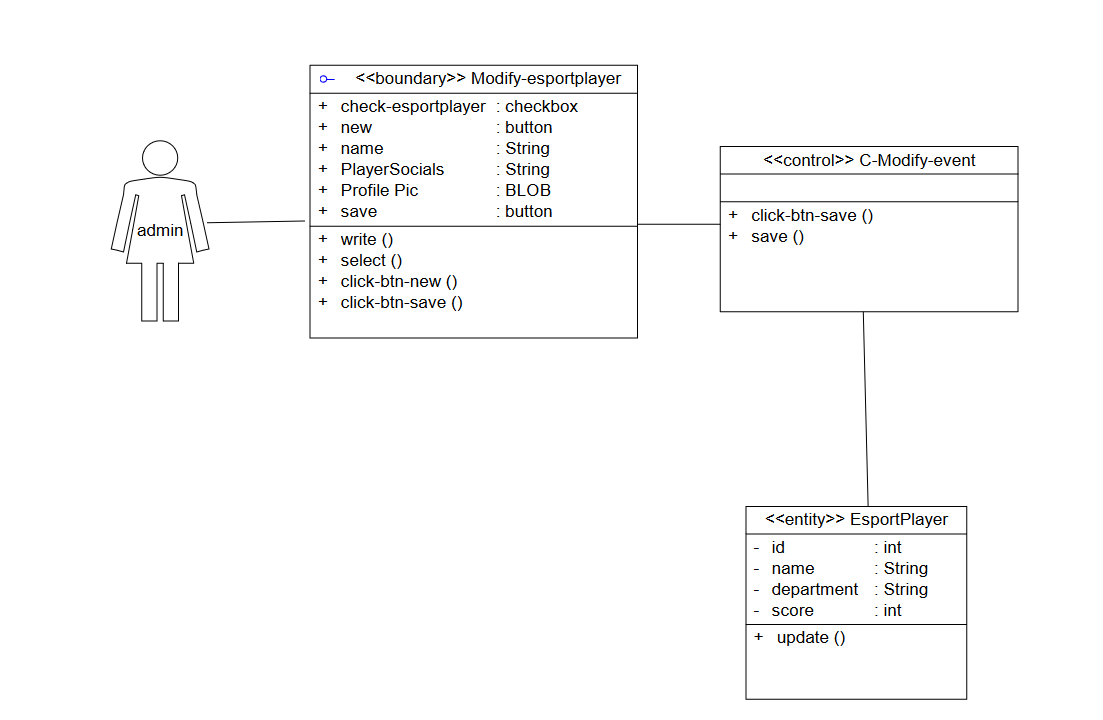 <<boundary>> Modify-esportplayer
+ check-esportplayer : checkbox
+ new : button
+ name : String
+ PlayerSocials : String
+ Profile Pic : BLOB
+ save : button
+ write ()
+ select ()
+ click-btn-new ()
+ click-btn-save ()
admin
<<control>> C-Modify-event
+ click-btn-save ()
+ save ()
<<entity>> EsportPlayer
- id : int
- name : String
- department : String
- score : int
+ update ()